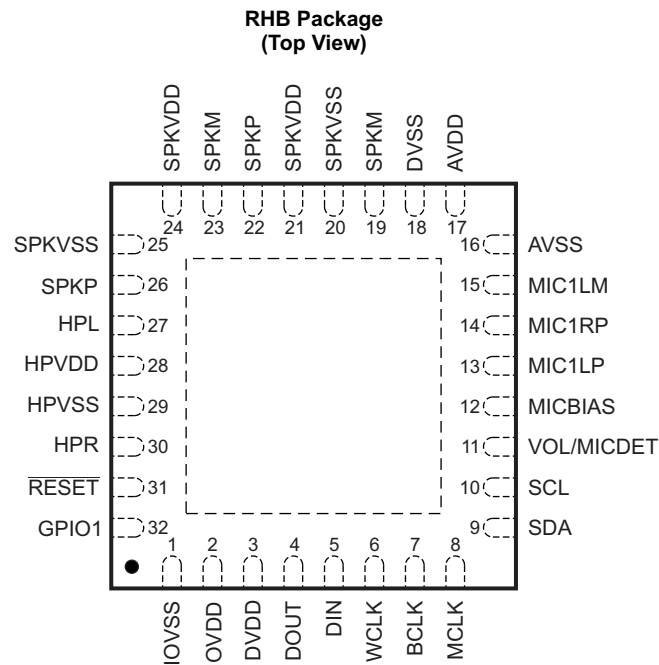 RHB Package
(Top View)
SPKVDD
SPKM
SPKP
SPKVDD
SPKVSS
SPKM
DVSS
AVDD
24
23
22
21
20
19
18
17
SPKVSS 25
SPKP 26
HPL 27
HPVDD 28
HPVSS 29
HPR 30
RESET 31
GPIO1 32
16 AVSS
15 MIC1LM
14 MIC1RP
13 MIC1LP
12 MICBIAS
11 VOL/MICDET
10 SCL
9 SDA
1
2
3
4
5
6
7
8
IOVSS
OVDD
DVDD
DOUT
DIN
WCLK
BCLK
MCLK